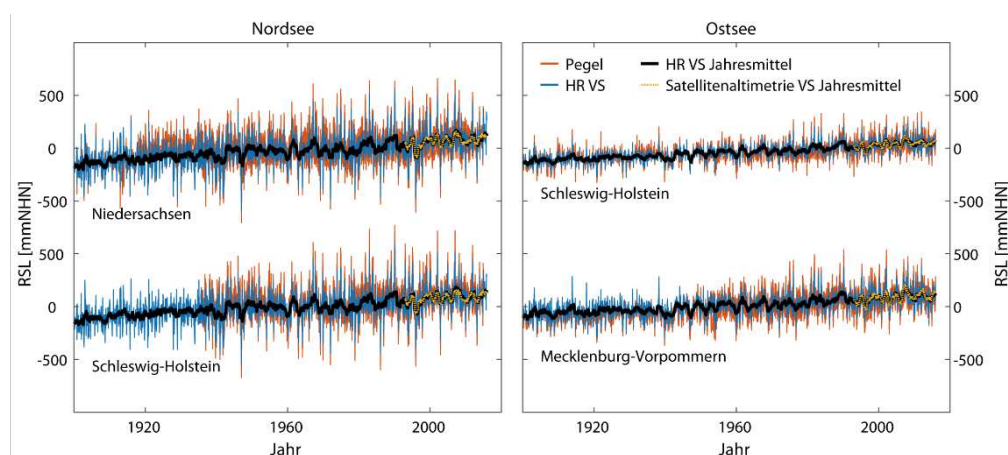 Nordsee
Ostsee
Pegel
HR VS
HR VS Jahresmittel
Satellitenaltimetrie VS Jahresmittel
500
0
-500
Niedersachsen
500
0
-500
Schleswig-Holstein
RSL [mmNHN]
1920
1960
2000
Jahr
Schleswig-Holstein
Mecklenburg-Vorpommern
500
0
-500
500
0
-500
RSL [mmNHN]
1920
1960
2000
Jahr